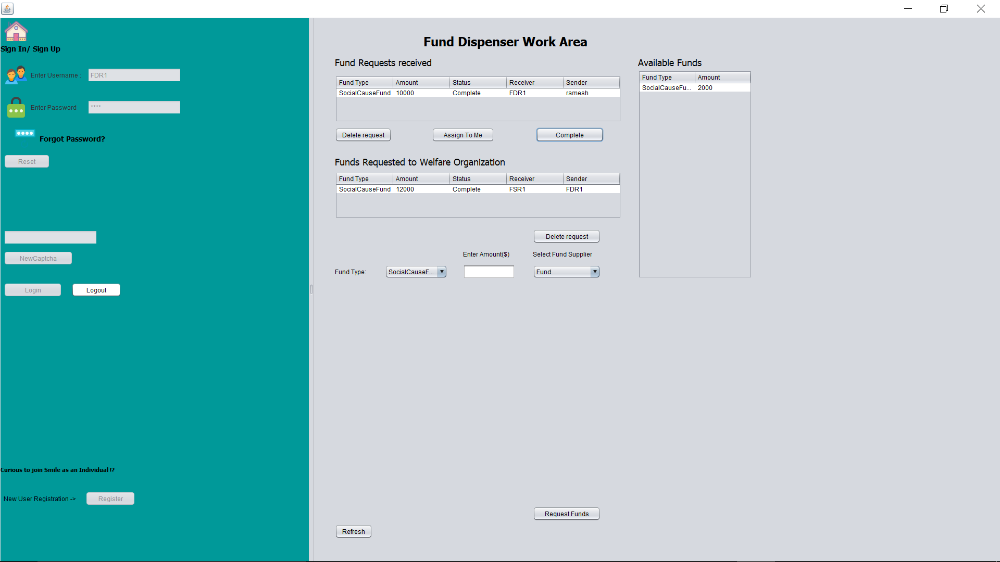 Sign In/ Sign Up
Enter Username :
FDR1
Enter Password
****
Forgot Password?
Reset
NewCaptcha
Login
Logout
Curious to join Smile as an Individual !?
New User Registration ->
Register
Fund Dispenser Work Area
Fund Requests received
Fund Type Amount Status Receiver Sender
SocialCauseFund 10000 Complete FDR1 ramesh
Delete request
Assign To Me
Complete
Funds Requested to Welfare Organization
Fund Type Amount Status Receiver Sender
SocialCauseFund 12000 Complete FSR1 FDR1
Delete request
Enter Amount($)
Select Fund Supplier
Fund Type:
SocialCauseF...
Fund
Request Funds
Refresh
Available Funds
Fund Type Amount
SocialCauseFu... 2000